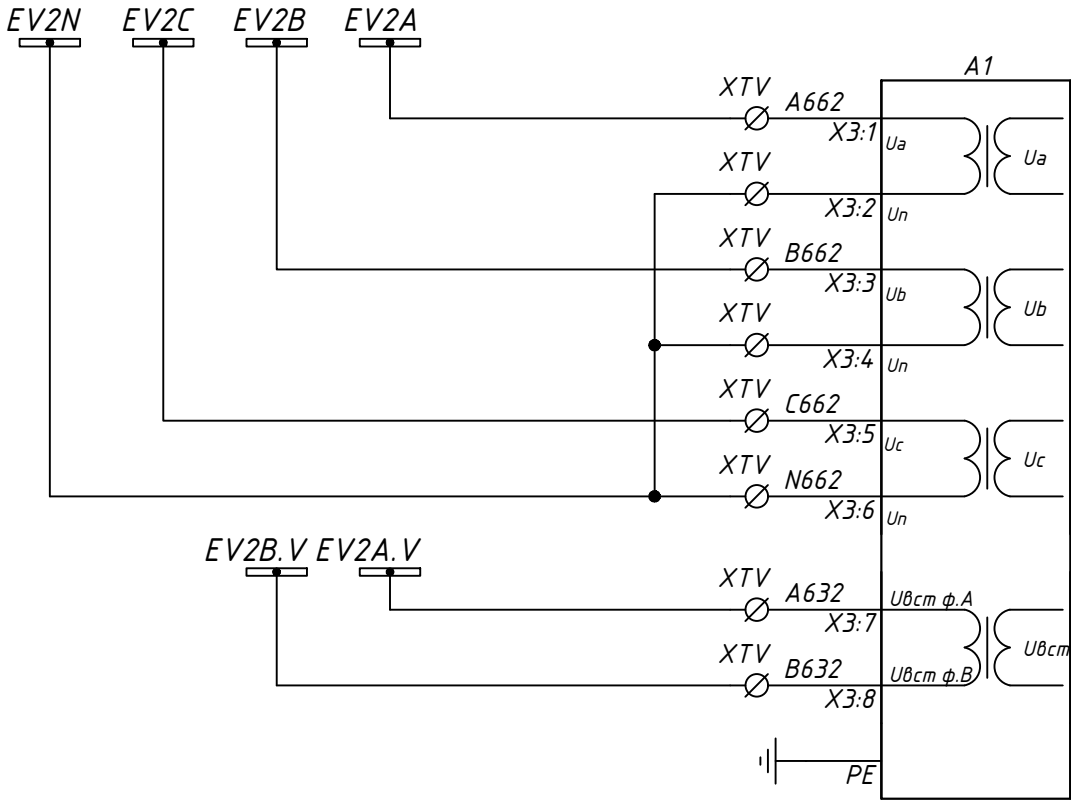 EV2N EV2C EV2B EV2A
A1
XTV A662
X3:1 Ua
Ua
XTV
X3:2 Un
XTV B662
X3:3 Ub
Ub
XTV
X3:4 Un
XTV C662
X3:5 Uc
Uc
XTV N662
X3:6 Un
EV2B.V EV2A.V
XTV A632
X3:7 Uвст ф.А
Uвст
XTV B632
X3:8 Uвст ф.В
PE